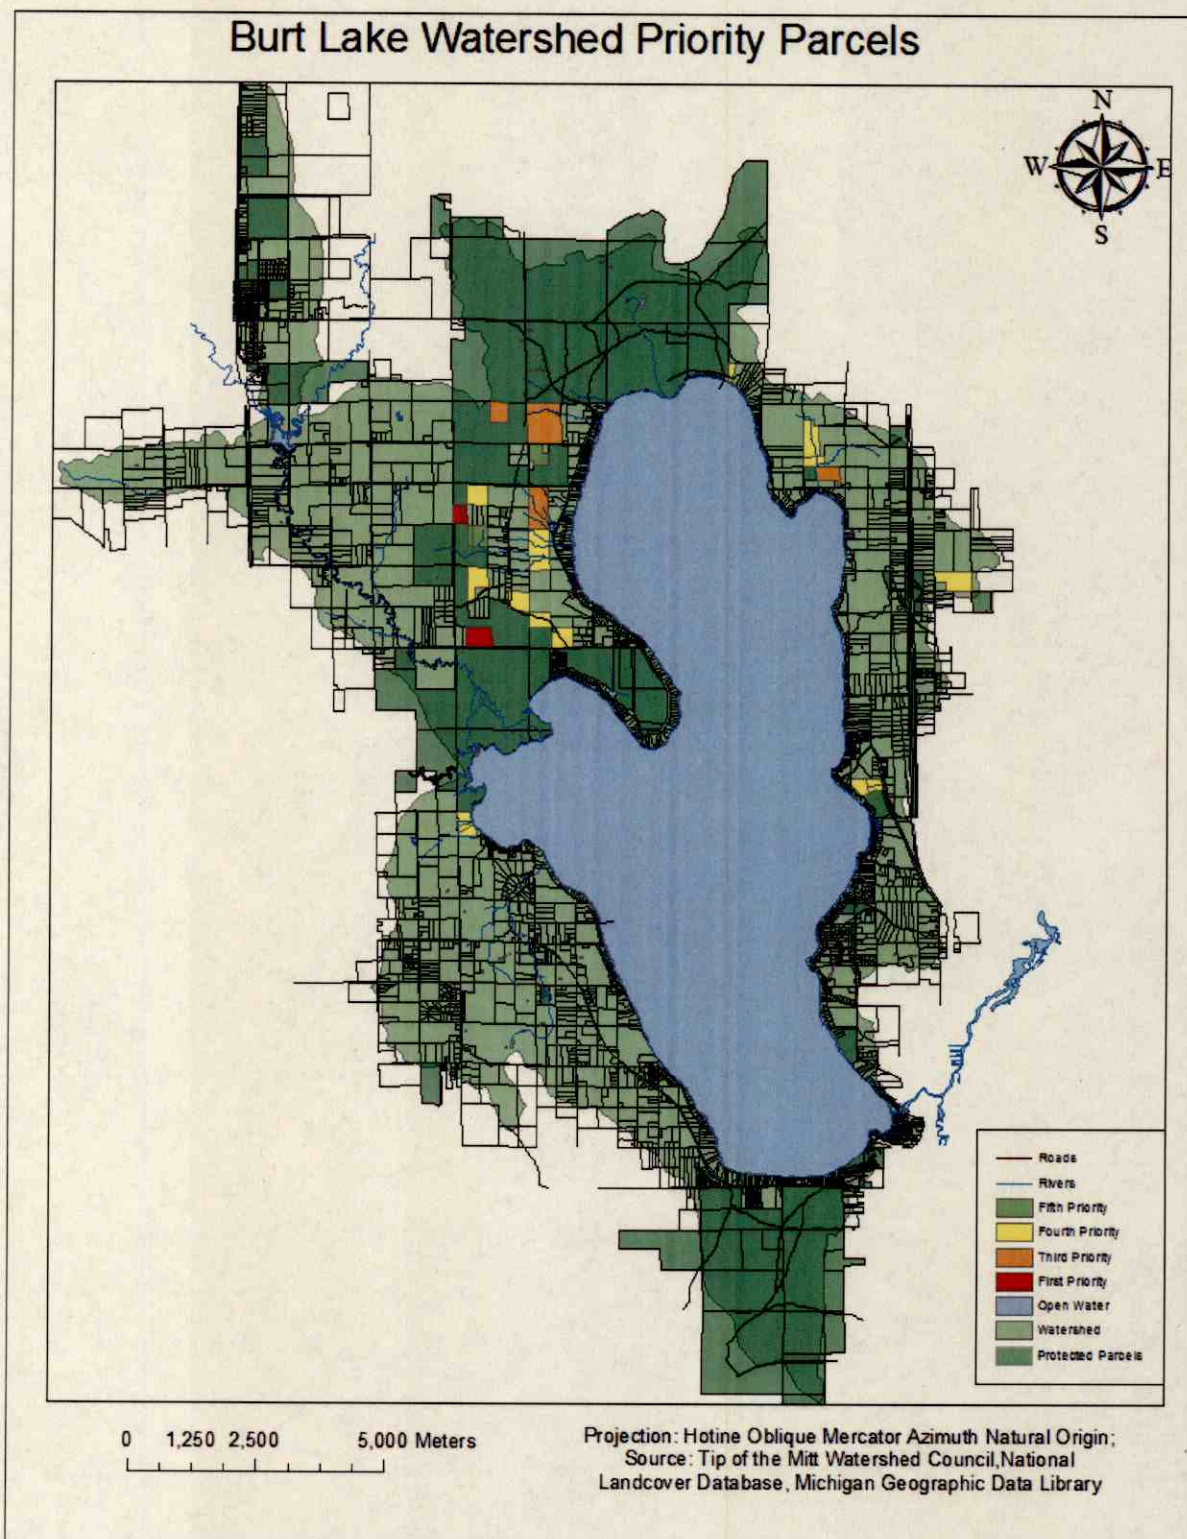 Burt Lake Watershed Priority Parcels
N
W E
S
Roads
Rivers
Fifth Priority
Fourth Priority
Third Priority
First Priority
Open Water
Watershed
Protected Parcels
0 1,250 2,500 5,000 Meters
Projection: Hotine Oblique Mercator Azimuth Natural Origin;
Source: Tip of the Mitt Watershed Council,National
Landcover Database, Michigan Geographic Data Library